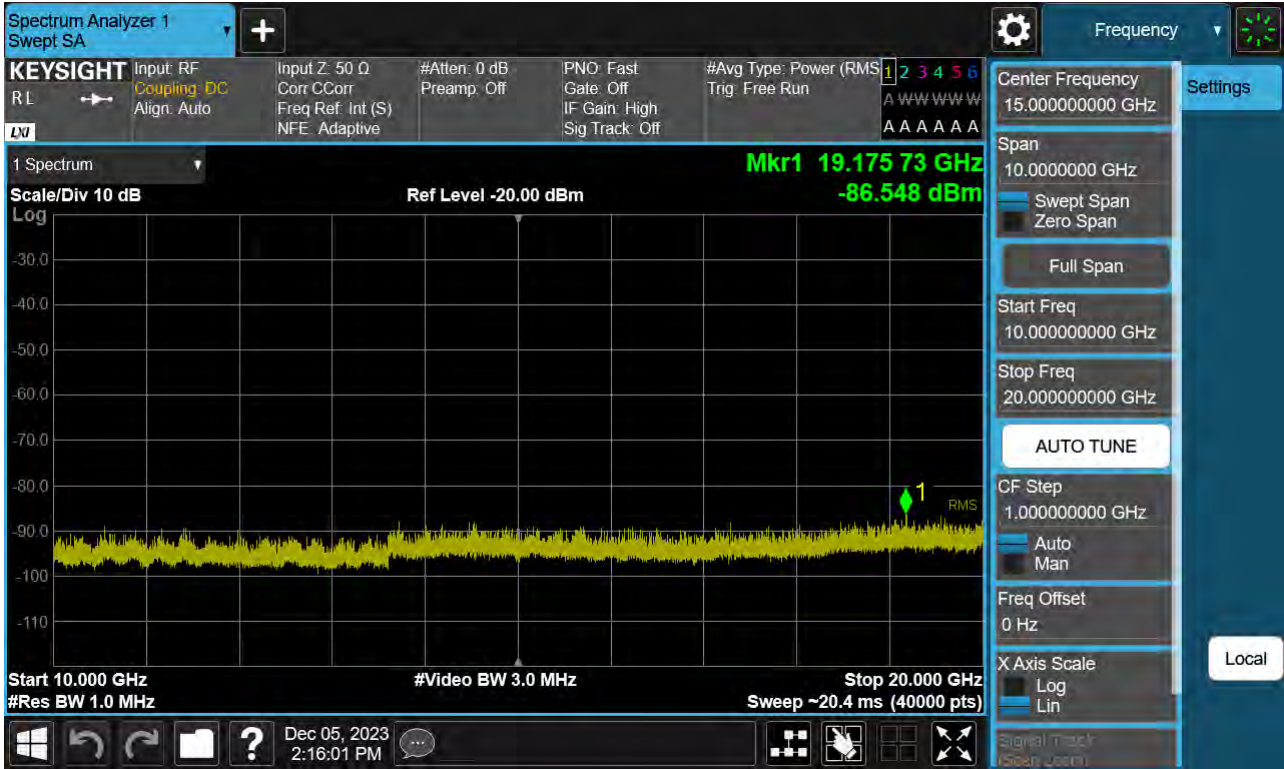 Spectrum Analyzer 1
Swept SA
Frequency
KEYSIGHT
R L
LXI
Input: RF
Coupling: DC
Align: Auto
Input Z: 50 Ω
Corr CCorr
Freq Ref: Int (S)
NFE: Adaptive
#Atten: 0 dB
Preamp: Off
PNO: Fast
Gate: Off
IF Gain: High
Sig Track: Off
#Avg Type: Power (RMS
Trig: Free Run
1 2 3 4 5 6
A W W W W W
A A A A A A
1 Spectrum
Scale/Div 10 dB
Log
Ref Level -20.00 dBm
Mkr1 19.175 73 GHz
-86.548 dBm
-30.0
-40.0
-50.0
-60.0
-70.0
-80.0
-90.0
-100
-110
1
RMS
Start 10.000 GHz
#Res BW 1.0 MHz
#Video BW 3.0 MHz
Stop 20.000 GHz
Sweep ~20.4 ms (40000 pts)
Center Frequency
15.000000000 GHz
Span
10.0000000 GHz
Swept Span
Zero Span
Full Span
Start Freq
10.000000000 GHz
Stop Freq
20.000000000 GHz
AUTO TUNE
CF Step
1.000000000 GHz
Auto
Man
Freq Offset
0 Hz
X Axis Scale
Log
Lin
Signal Track
(Span Zoom)
Settings
Local
Dec 05, 2023
2:16:01 PM